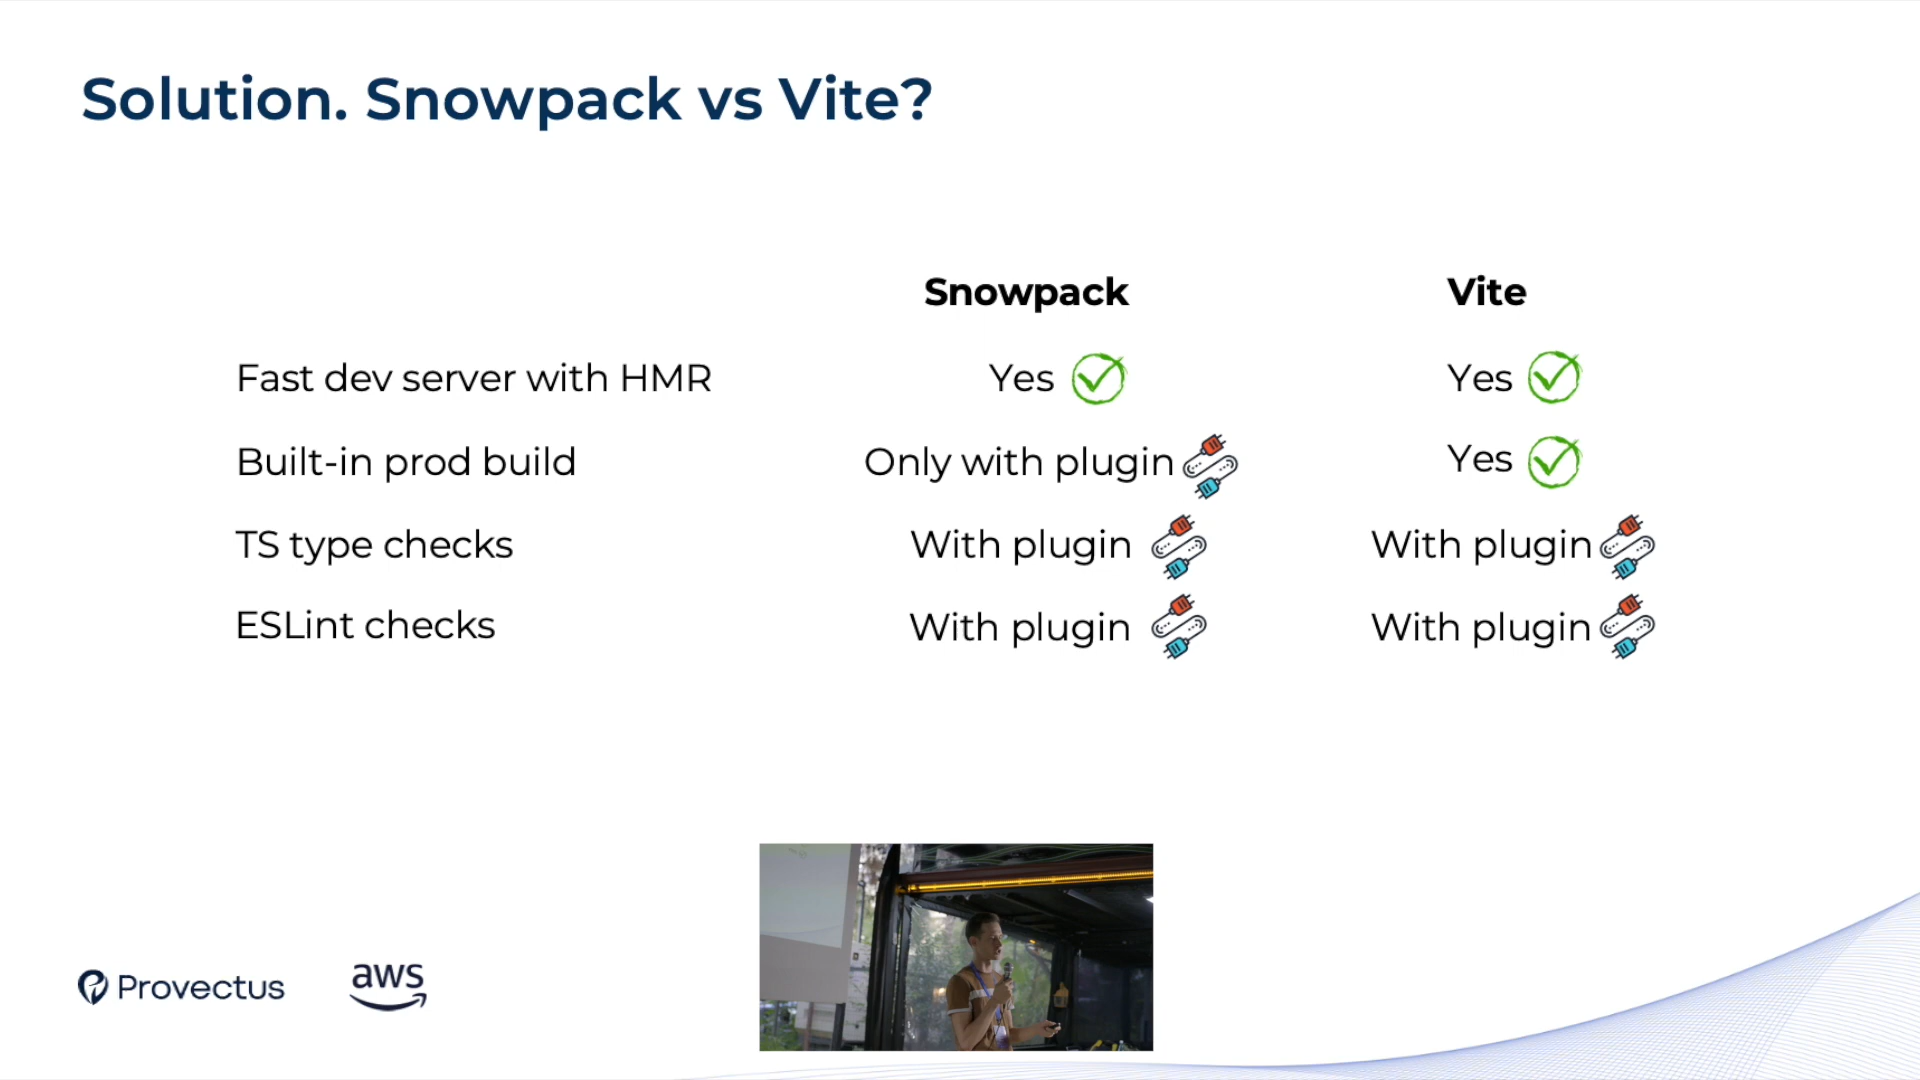 Solution. Snowpack vs Vite?
Snowpack Vite
Fast dev server with HMR Yes Yes
Built-in prod build Only with plugin Yes
TS type checks With plugin With plugin
ESLint checks With plugin With plugin
Provectus aws